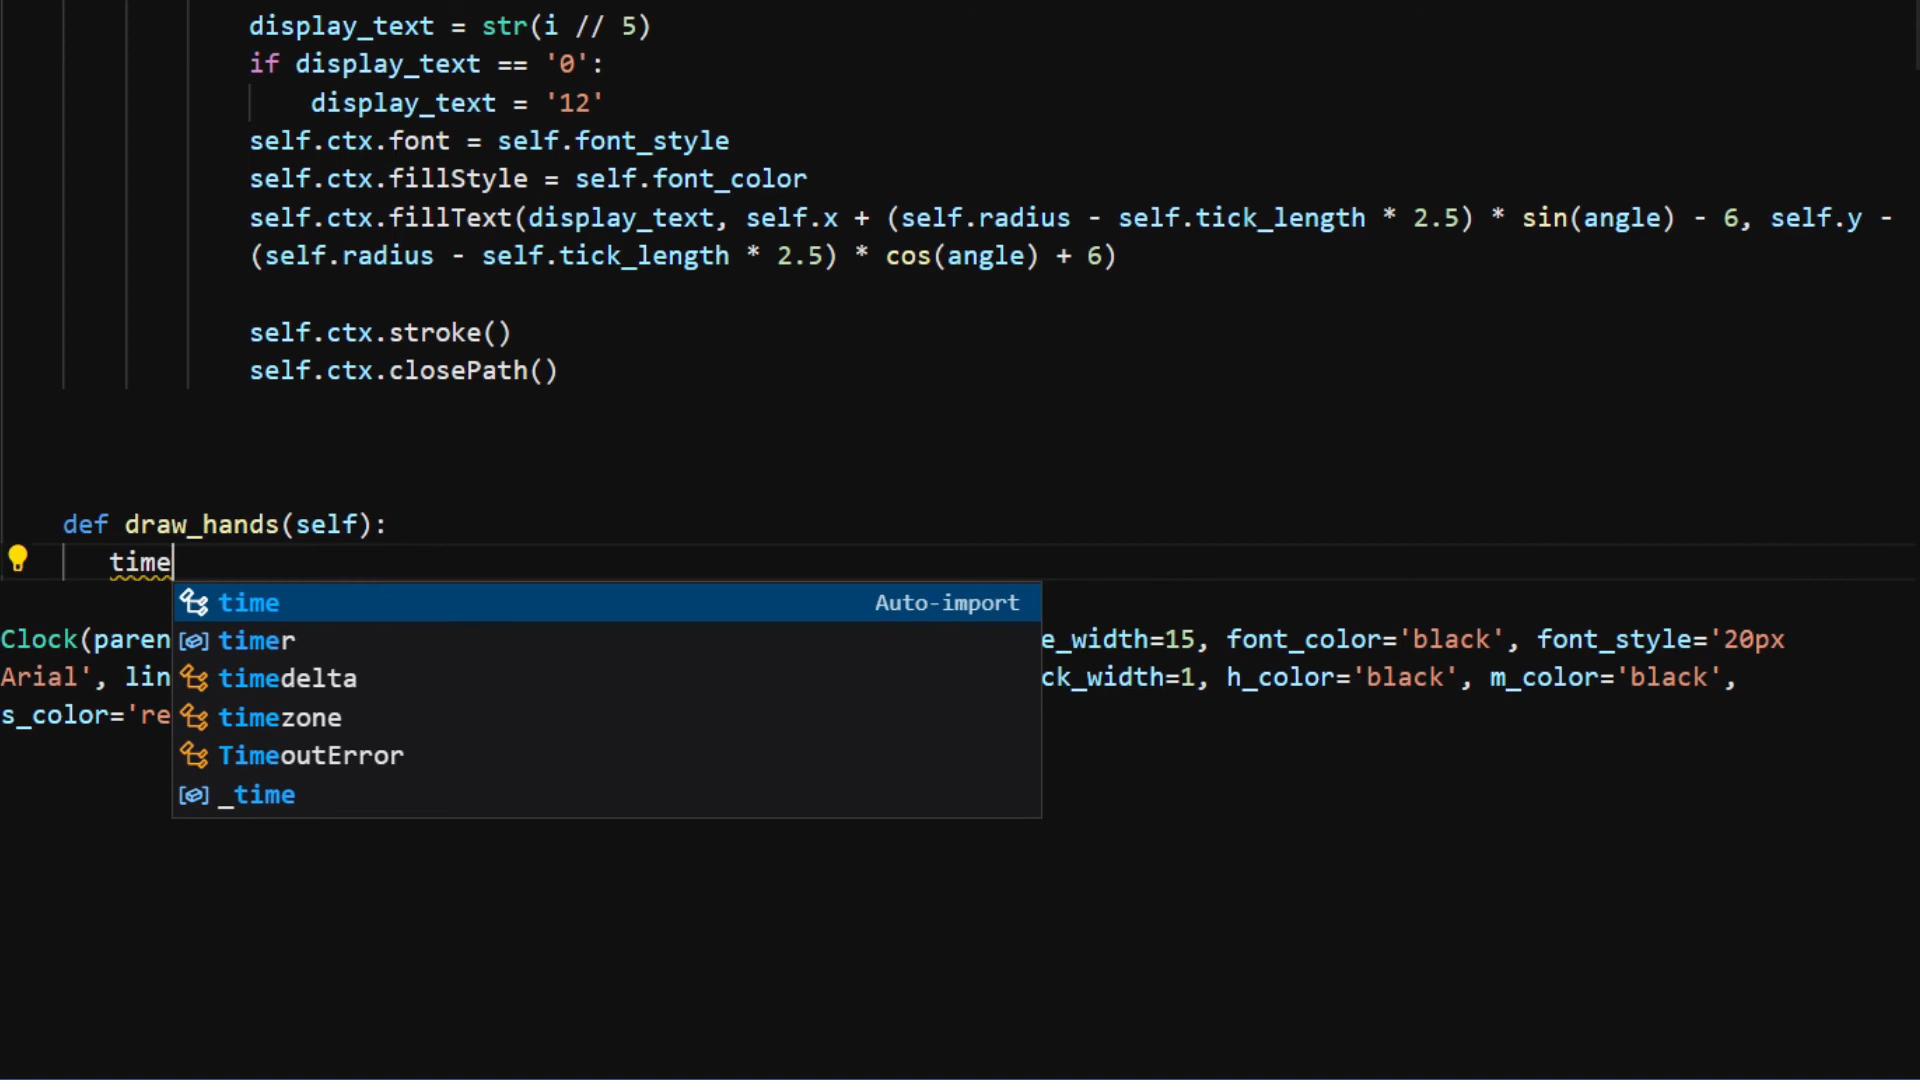 display_text = str(i // 5)
if display_text == '0':
display_text = '12'
self.ctx.font = self.font_style
self.ctx.fillStyle = self.font_color
self.ctx.fillText(display_text, self.x + (self.radius - self.tick_length * 2.5) * sin(angle) - 6, self.y -
(self.radius - self.tick_length * 2.5) * cos(angle) + 6)
self.ctx.stroke()
self.ctx.closePath()
def draw_hands(self):
time
time Auto-import
timer
timedelta
timezone
TimeoutError
_time
Clock(paren e_width=15, font_color='black', font_style='20px
Arial', lin ck_width=1, h_color='black', m_color='black',
s_color='re